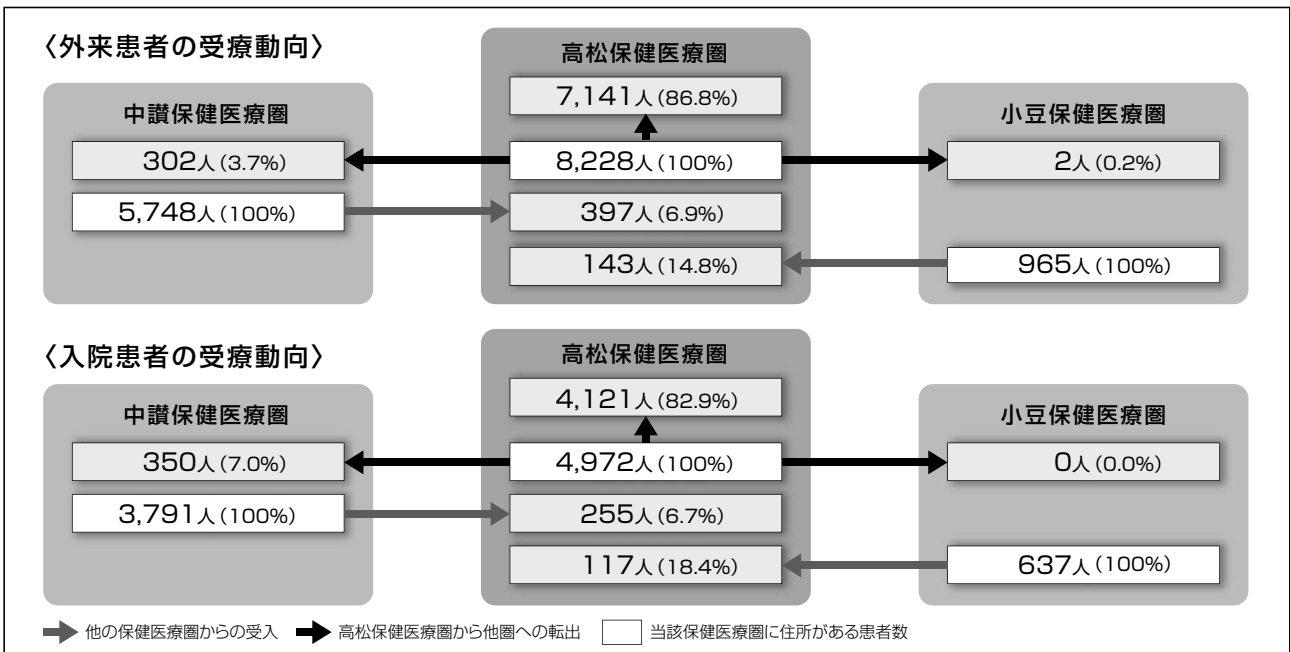 〈外来患者の受療動向〉
高松保健医療圏
7,141人(86.8%)
中讃保健医療圏
小豆保健医療圏
302人(3.7%)
8,228人(100%)
2人(0.2%)
5,748人(100%)
397人(6.9%)
143人(14.8%)
965人(100%)
〈入院患者の受療動向〉
高松保健医療圏
4,121人(82.9%)
中讃保健医療圏
小豆保健医療圏
350人(7.0%)
4,972人(100%)
0人(0.0%)
3,791人(100%)
255人(6.7%)
117人(18.4%)
637人(100%)
他の保健医療圏からの受入 高松保健医療圏から他圏への転出 当該保健医療圏に住所がある患者数